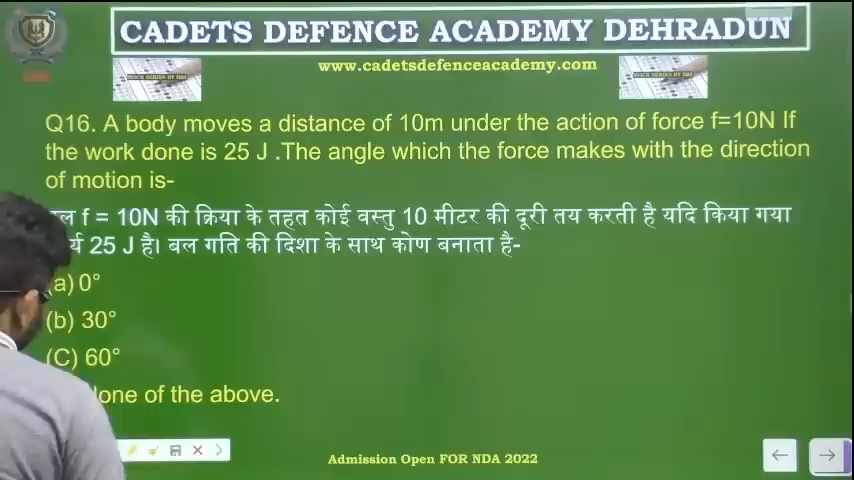 CADETS DEFENCE ACADEMY DEHRADUN
www.cadetsdefenceacademy.com
Q16. A body moves a distance of 10m under the action of force f=10N If
the work done is 25 J .The angle which the force makes with the direction
of motion is-
f = 10N की क्रिया के तहत कोई वस्तु 10 मीटर की दूरी तय करती है यदि किया गया
25 J है। बल गति की दिशा के साथ कोण बनाता है-
(a) 0°
(b) 30°
(C) 60°
of the above.
Admission Open FOR NDA 2022